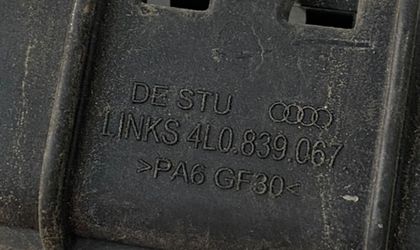 DE STU
LINKS 4L0.839.067
>PA6 GF30<